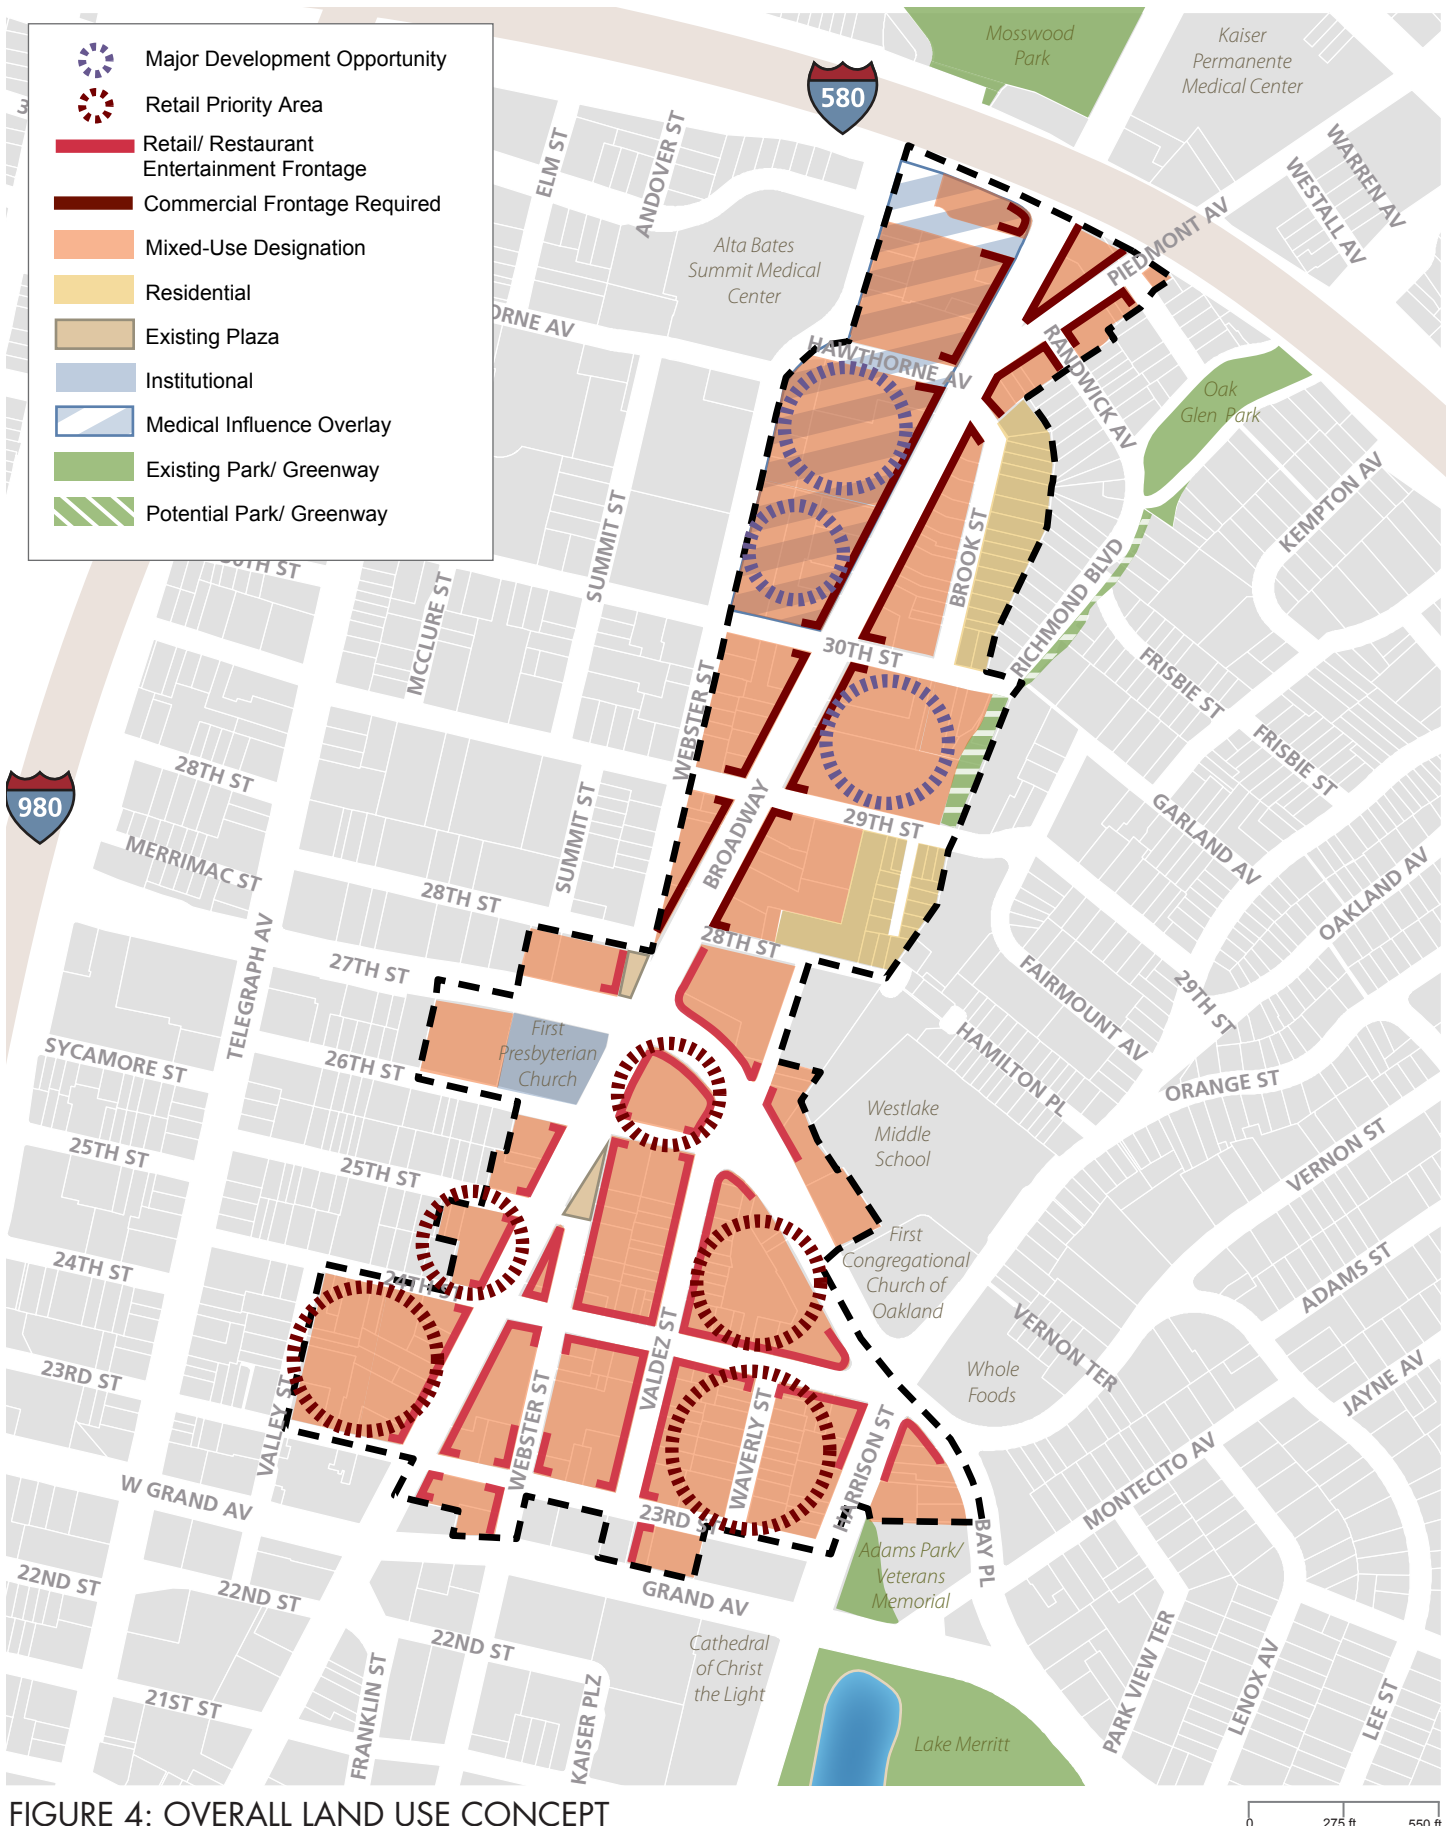 Major Development Opportunity
Retail Priority Area
Retail/ Restaurant
Entertainment Frontage
Commercial Frontage Required
Mixed-Use Designation
Residential
Existing Plaza
Institutional
Medical Influence Overlay
Existing Park/ Greenway
Potential Park/ Greenway
Mosswood
Park
Kaiser
Permanente
Medical Center
580
ELM ST
ANDOVER ST
WARREN AV
WESTALL AV
PIEDMONT AV
Alta Bates
Summit Medical
Center
HAWTHORNE AV
RANDWICK AV
Oak
Glen Park
KEMPTON AV
SUMMIT ST
BROOK ST
RICHMOND BLVD
MCCLURE ST
30TH ST
FRISBIE ST
FRISBIE ST
WEBSTER ST
28TH ST
980
SUMMIT ST
BROADWAY
29TH ST
GARLAND AV
MERRIMAC ST
28TH ST
OAKLAND AV
28TH ST
TELEGRAPH AV
27TH ST
FAIRMOUNT AV
29TH ST
First
Presbyterian
Church
HAMILTON PL
SYCAMORE ST
26TH ST
ORANGE ST
Westlake
Middle
School
25TH ST
25TH ST
VERNON ST
First
Congregational
Church of
Oakland
24TH ST
24TH ST
ADAMS ST
VALDEZ ST
VERNON TER
23RD ST
Whole
Foods
JAYNE AV
VALLEY ST
WEBSTER ST
WAVERLY ST
HARRISON ST
MONTECITO AV
W GRAND AV
23RD ST
BAY PL
Adams Park/
Veterans
Memorial
22ND ST
22ND ST
GRAND AV
22ND ST
Cathedral
of Christ
the Light
PARK VIEW TER
LENOX AV
LEE ST
21ST ST
FRANKLIN ST
KAISER PLZ
Lake Merritt
FIGURE 4: OVERALL LAND USE CONCEPT
0 275 ft 550 ft